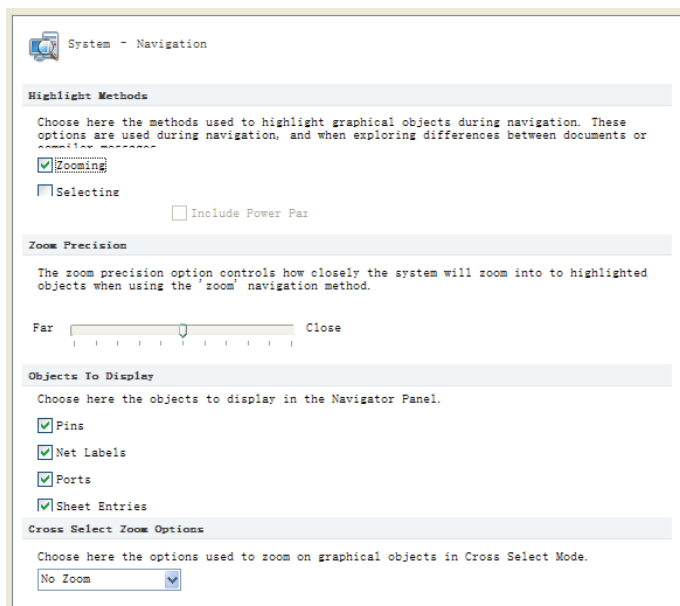 System - Navigation
Highlight Methods
Choose here the methods used to highlight graphical objects during navigation. These
options are used during navigation, and when exploring differences between documents or
compiler messages
Zooming
Selecting
Include Power Par
Zoom Precision
The zoom precision option controls how closely the system will zoom into to highlighted
objects when using the 'zoom' navigation method.
Far Close
Objects To Display
Choose here the objects to display in the Navigator Panel.
Pins
Net Labels
Ports
Sheet Entries
Cross Select Zoom Options
Choose here the options used to zoom on graphical objects in Cross Select Mode.
No Zoom